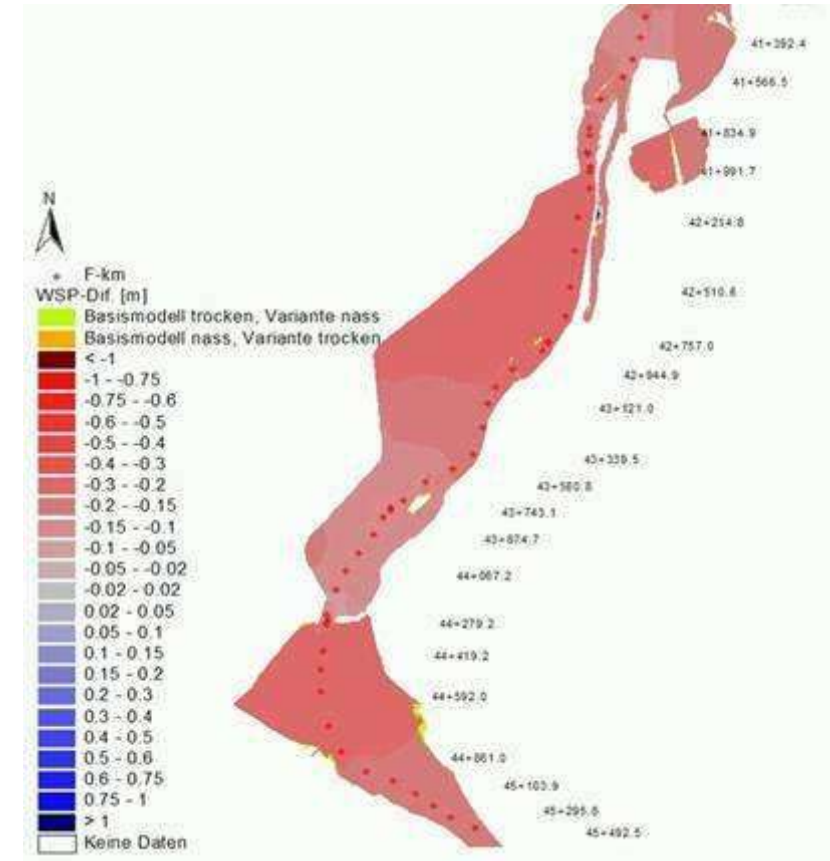 N
F-km
WSP-Dif. [m]
Basismodell trocken, Variante nass
Basismodell nass, Variante trocken
< -1
-1 - -0.75
-0.75 - -0.6
-0.6 - -0.5
-0.5 - -0.4
-0.4 - -0.3
-0.3 - -0.2
-0.2 - -0.15
-0.15 - -0.1
-0.1 - -0.05
-0.05 - -0.02
-0.02 - 0.02
0.02 - 0.05
0.05 - 0.1
0.1 - 0.15
0.15 - 0.2
0.2 - 0.3
0.3 - 0.4
0.4 - 0.5
0.5 - 0.6
0.6 - 0.75
0.75 - 1
> 1
Keine Daten
41+392.4
41+566.5
41+834.9
41+991.7
42+214.8
42+510.6
42+757.0
42+944.9
43+121.0
43+339.5
43+580.8
43+743.1
43+874.7
44+067.2
44+279.2
44+419.2
44+592.0
44+861.0
45+103.9
45+295.6
45+492.5